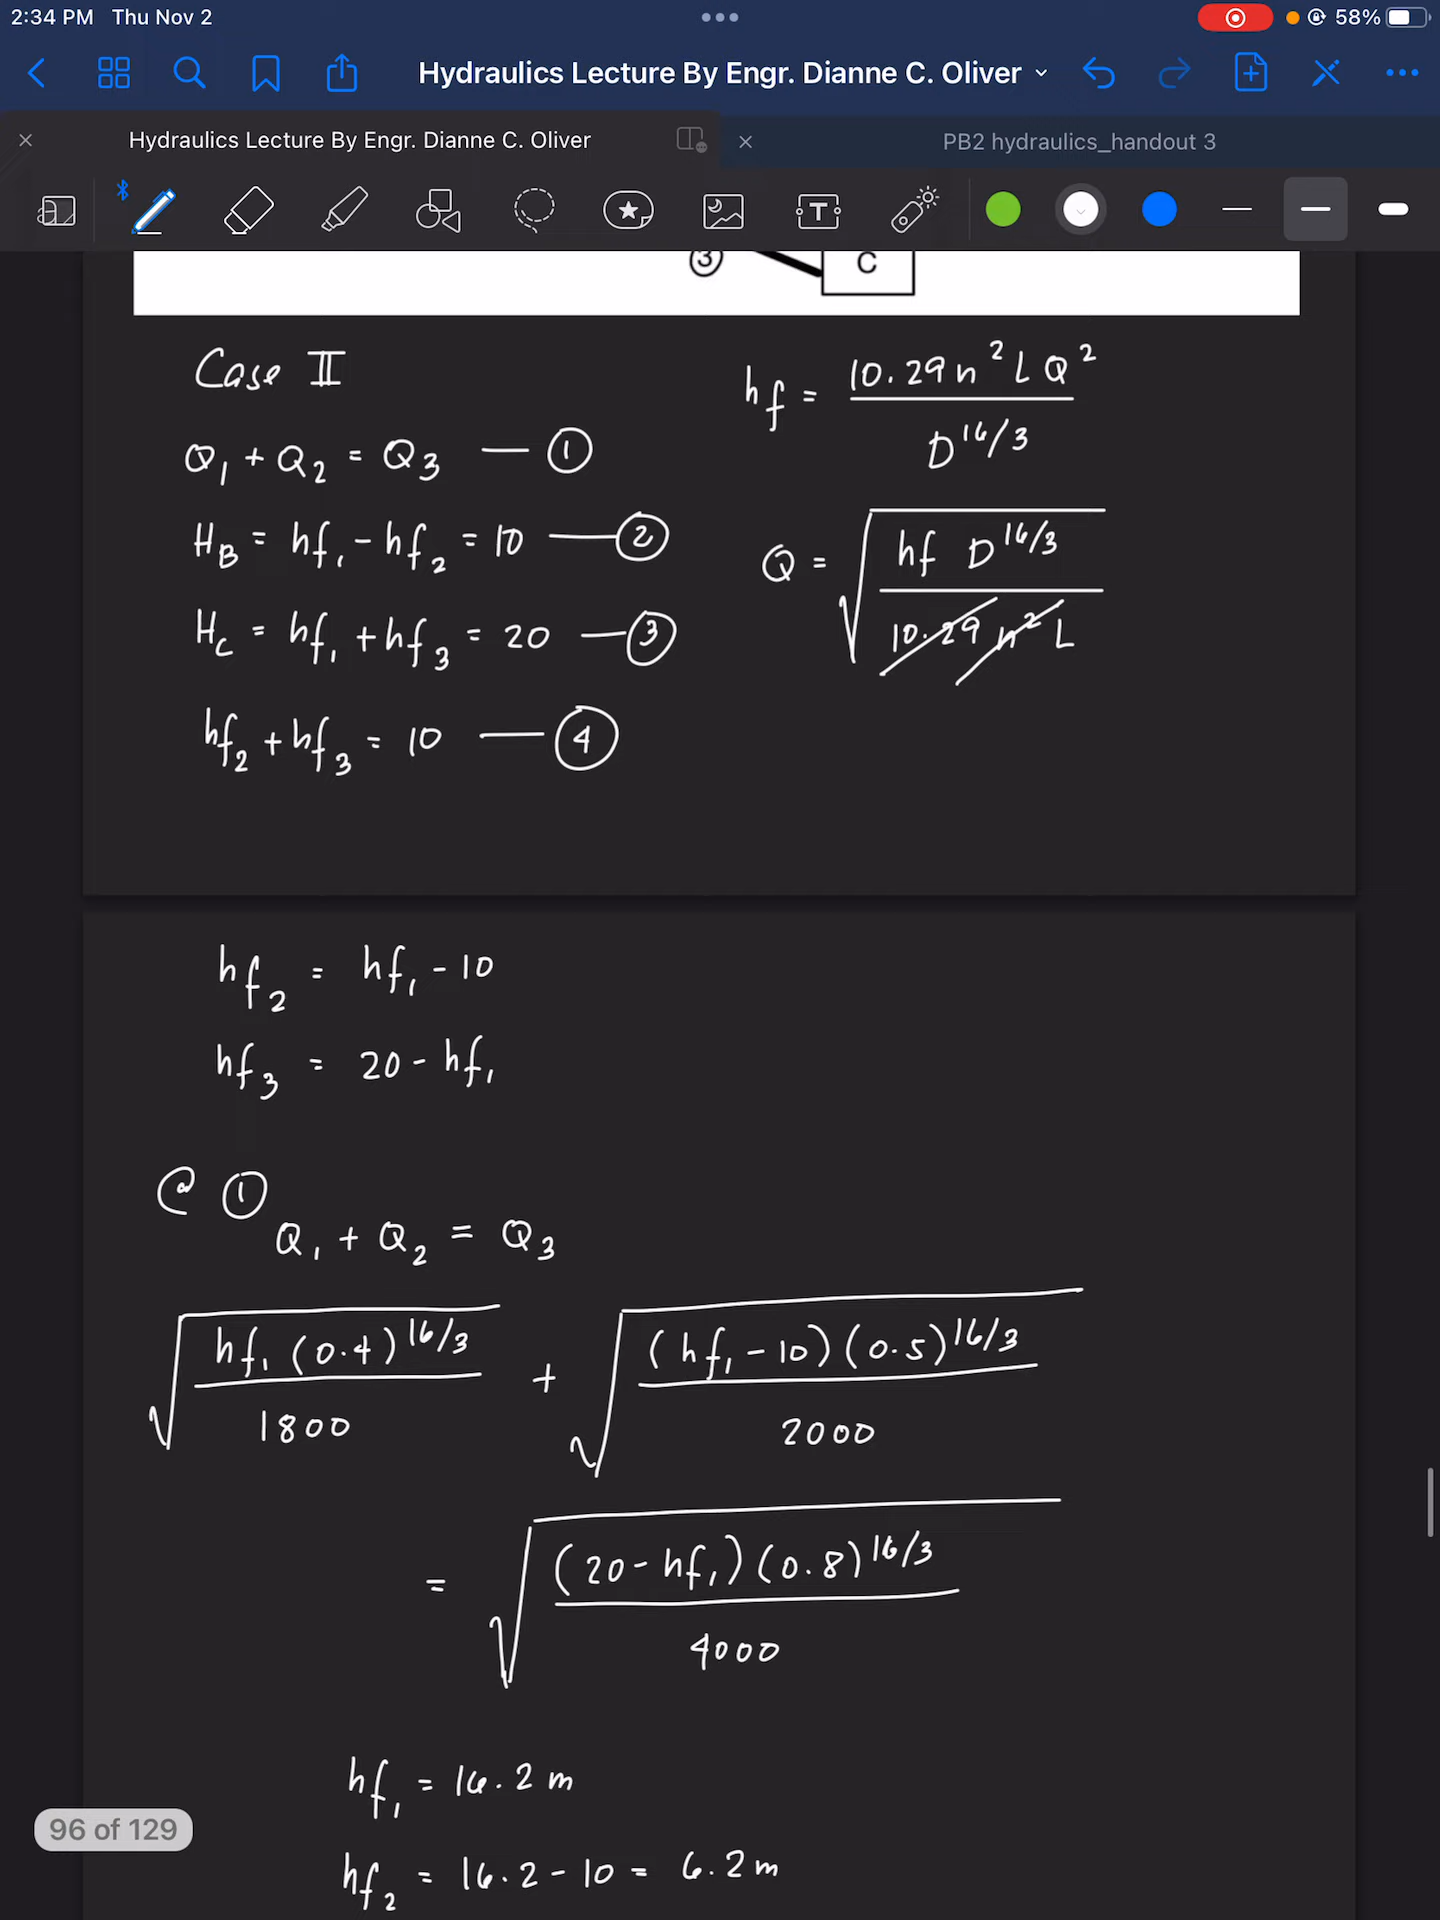 2:34 PM Thu Nov 2
58%
Hydraulics Lecture By Engr. Dianne C. Oliver
Hydraulics Lecture By Engr. Dianne C. Oliver
PB2 hydraulics_handout 3
T
③ C
Case II
hf = 10.29 n² L Q² / D^16/3
Q₁ + Q₂ = Q₃ — ①
H_B = hf₁ - hf₂ = 10 — ②
Q = √(hf D^16/3 / 10.29 n² L)
H_C = hf₁ + hf₃ = 20 — ③
hf₂ + hf₃ = 10 — ④
hf₂ = hf₁ - 10
hf₃ = 20 - hf₁
@ ①
Q₁ + Q₂ = Q₃
√(hf₁ (0.4)^16/3 / 1800) + √((hf₁ - 10)(0.5)^16/3 / 2000)
= √((20 - hf₁)(0.8)^16/3 / 4000)
hf₁ = 16.2 m
96 of 129
hf₂ = 16.2 - 10 = 6.2 m